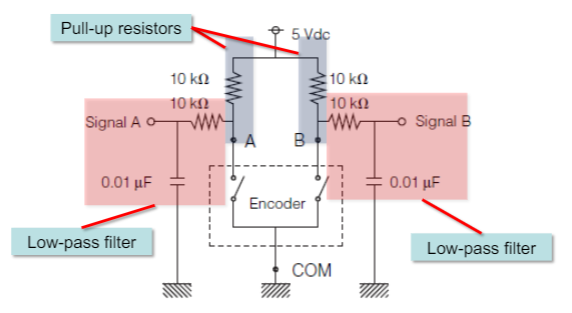 Pull-up resistors
5 Vdc
10 kΩ
10 kΩ
10 kΩ
10 kΩ
Signal A
Signal B
A
B
0.01 µF
0.01 µF
Encoder
Low-pass filter
Low-pass filter
COM